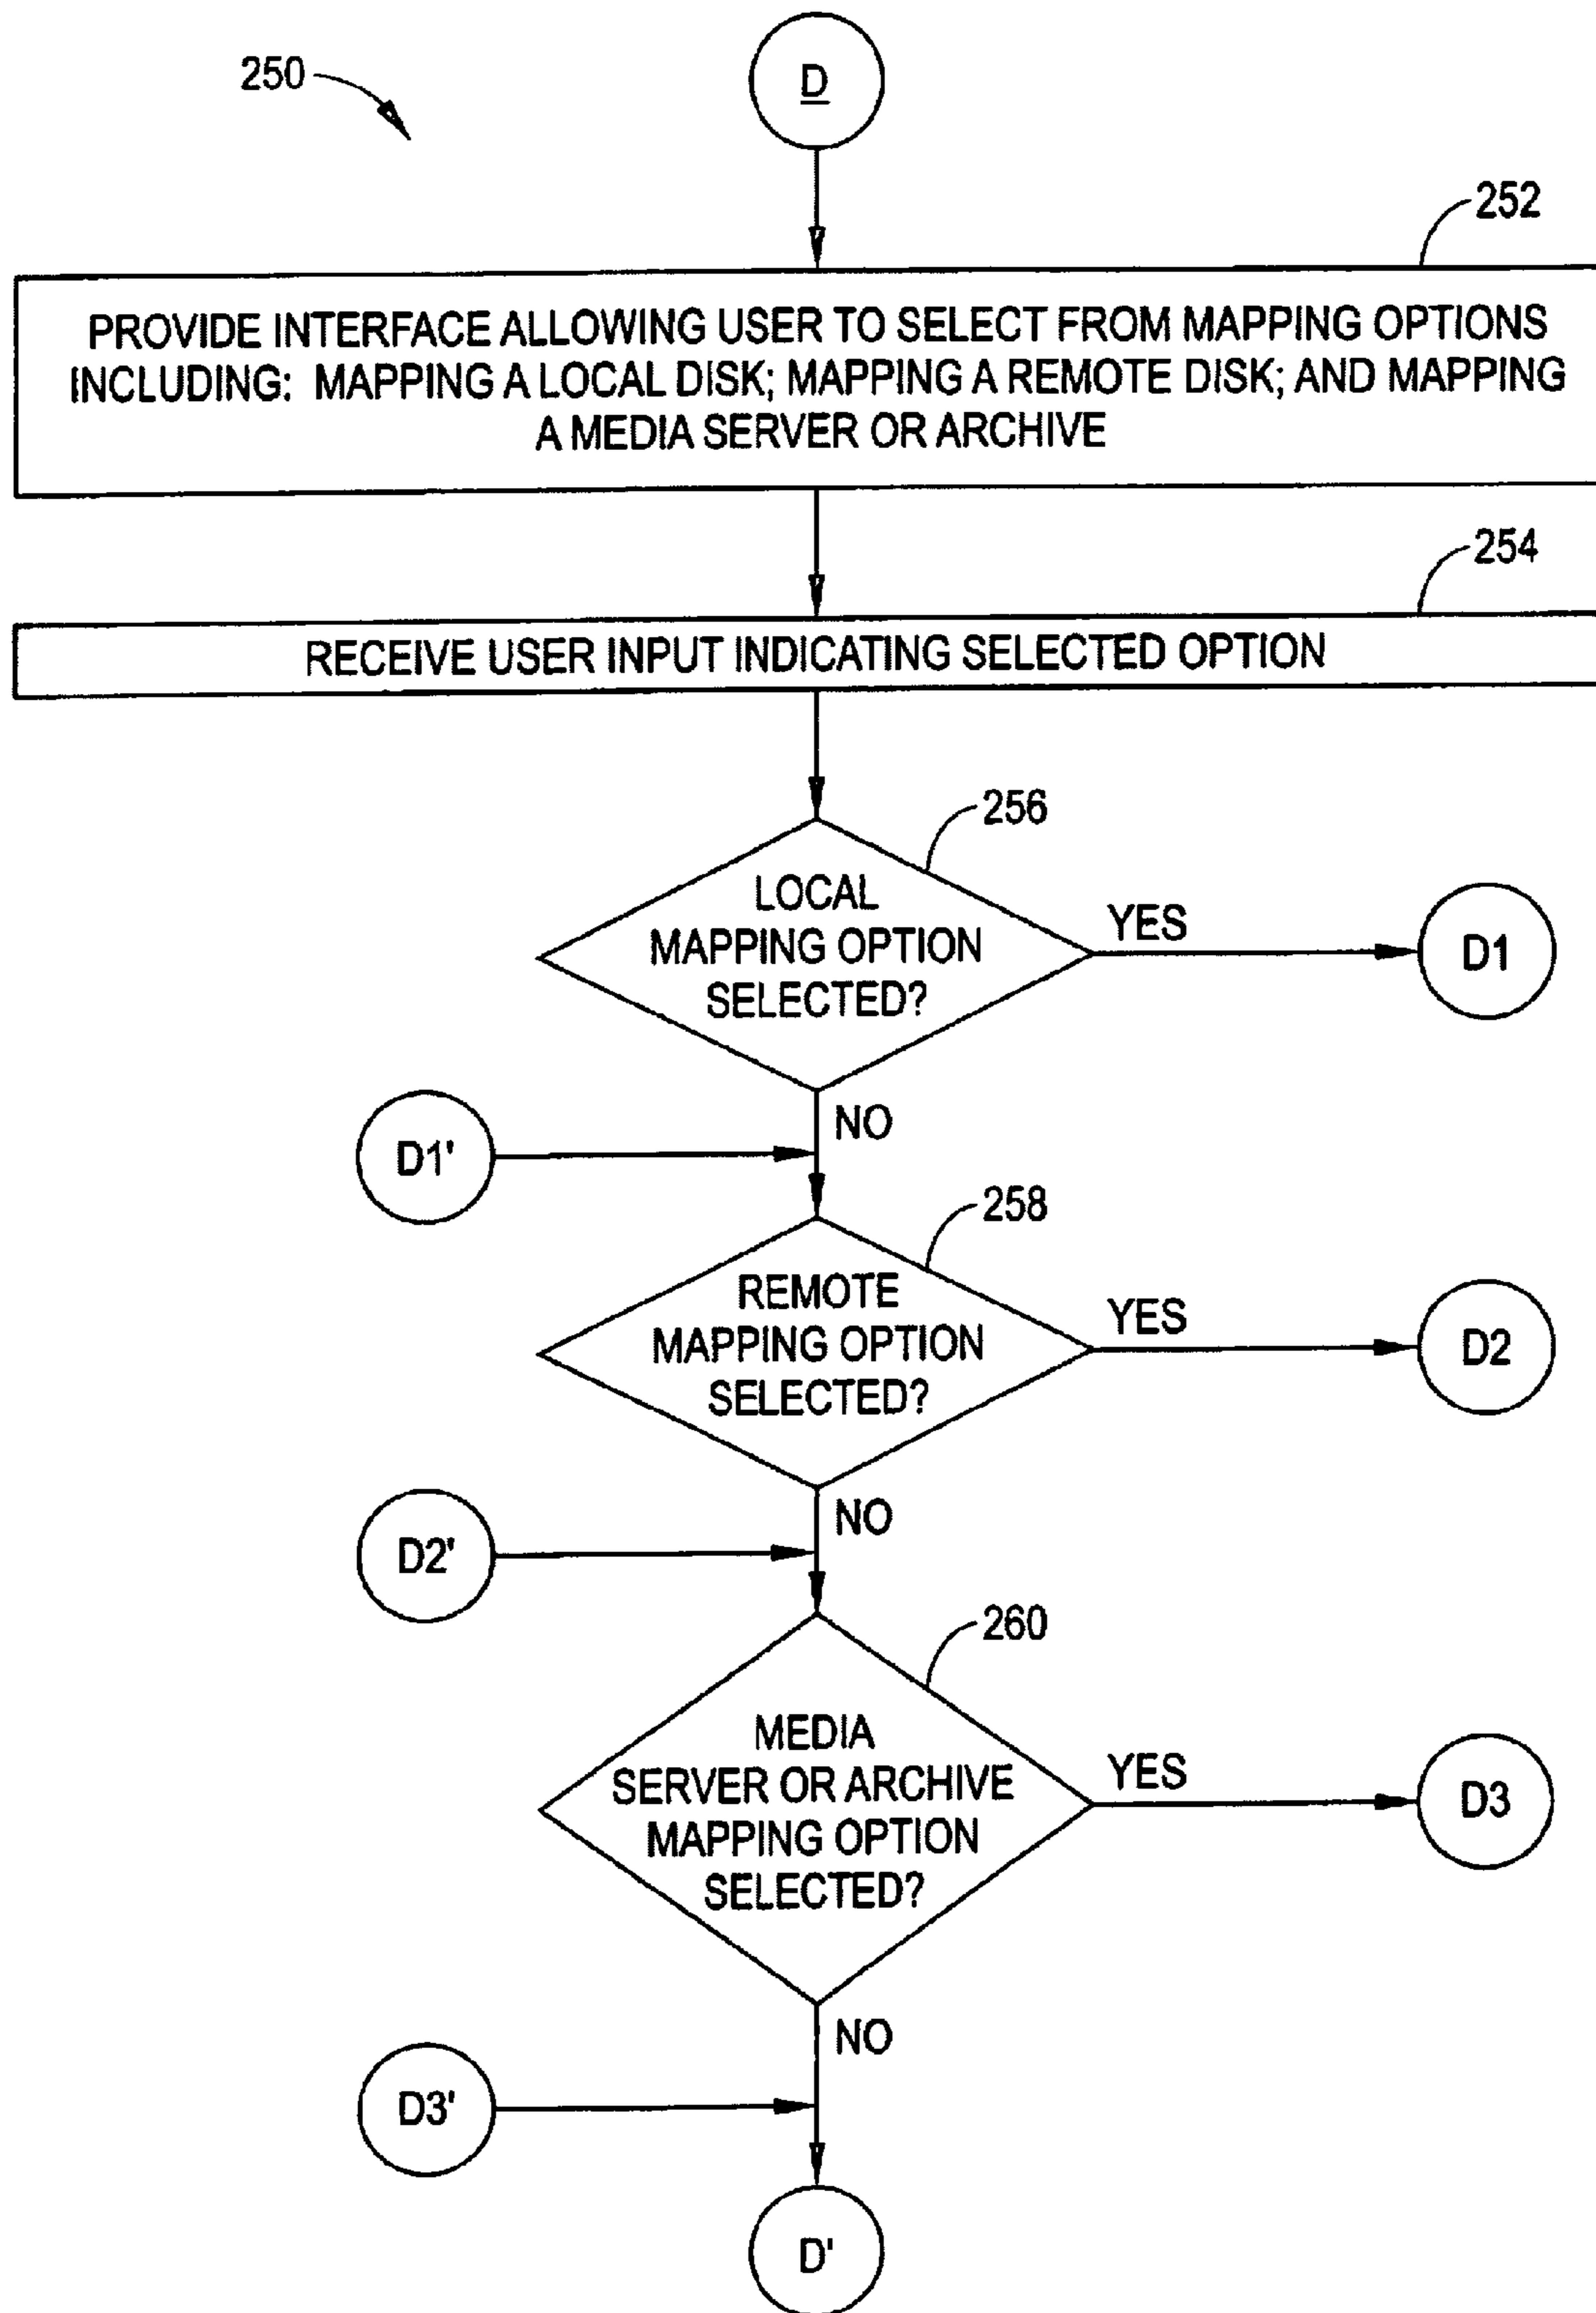 D
250
252
PROVIDE INTERFACE ALLOWING USER TO SELECT FROM MAPPING OPTIONS
INCLUDING: MAPPING A LOCAL DISK; MAPPING A REMOTE DISK; AND MAPPING
A MEDIA SERVER OR ARCHIVE
254
RECEIVE USER INPUT INDICATING SELECTED OPTION
256
LOCAL
MAPPING OPTION
SELECTED?
YES
D1
NO
D1'
258
REMOTE
MAPPING OPTION
SELECTED?
YES
D2
NO
D2'
260
MEDIA
SERVER OR ARCHIVE
MAPPING OPTION
SELECTED?
YES
D3
NO
D3'
D'